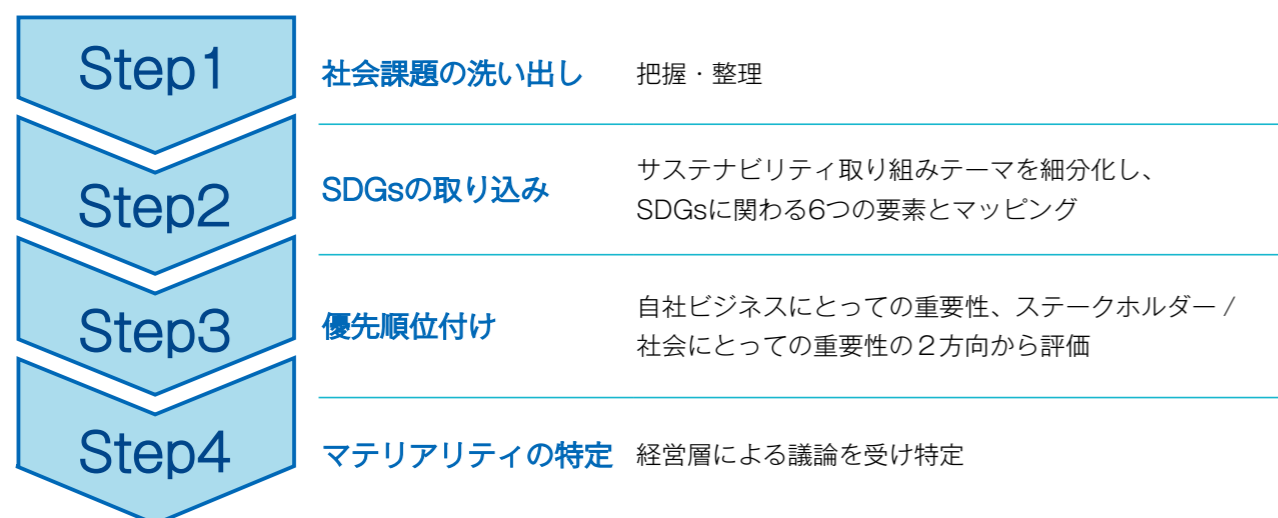 Step1
社会課題の洗い出し
把握・整理
Step2
SDGsの取り込み
サステナビリティ取り組みテーマを細分化し、
SDGsに関わる6つの要素とマッピング
Step3
優先順位付け
自社ビジネスにとっての重要性、ステークホルダー /
社会にとっての重要性の２方向から評価
Step4
マテリアリティの特定
経営層による議論を受け特定